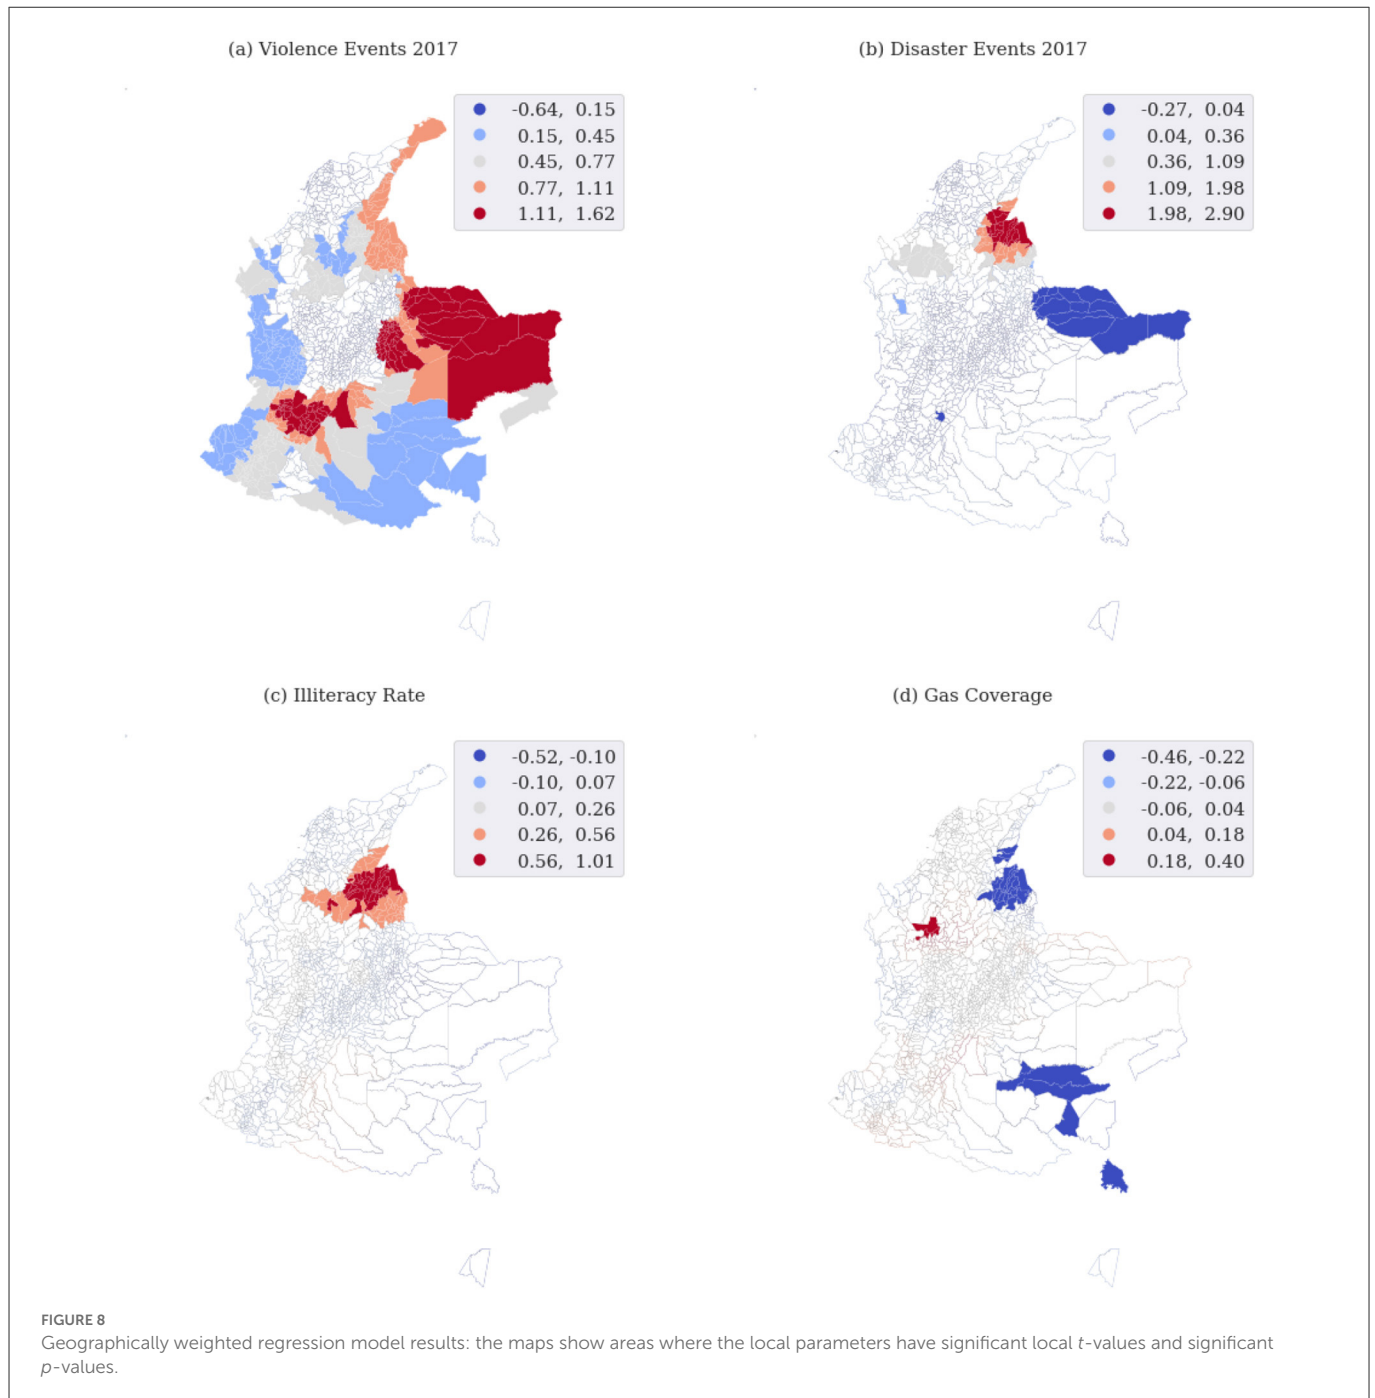 (a) Violence Events 2017
-0.64, 0.15
0.15, 0.45
0.45, 0.77
0.77, 1.11
1.11, 1.62
(b) Disaster Events 2017
-0.27, 0.04
0.04, 0.36
0.36, 1.09
1.09, 1.98
1.98, 2.90
(c) Illiteracy Rate
-0.52, -0.10
-0.10, 0.07
0.07, 0.26
0.26, 0.56
0.56, 1.01
(d) Gas Coverage
-0.46, -0.22
-0.22, -0.06
-0.06, 0.04
0.04, 0.18
0.18, 0.40
FIGURE 8
Geographically weighted regression model results: the maps show areas where the local parameters have significant local t-values and significant
p-values.